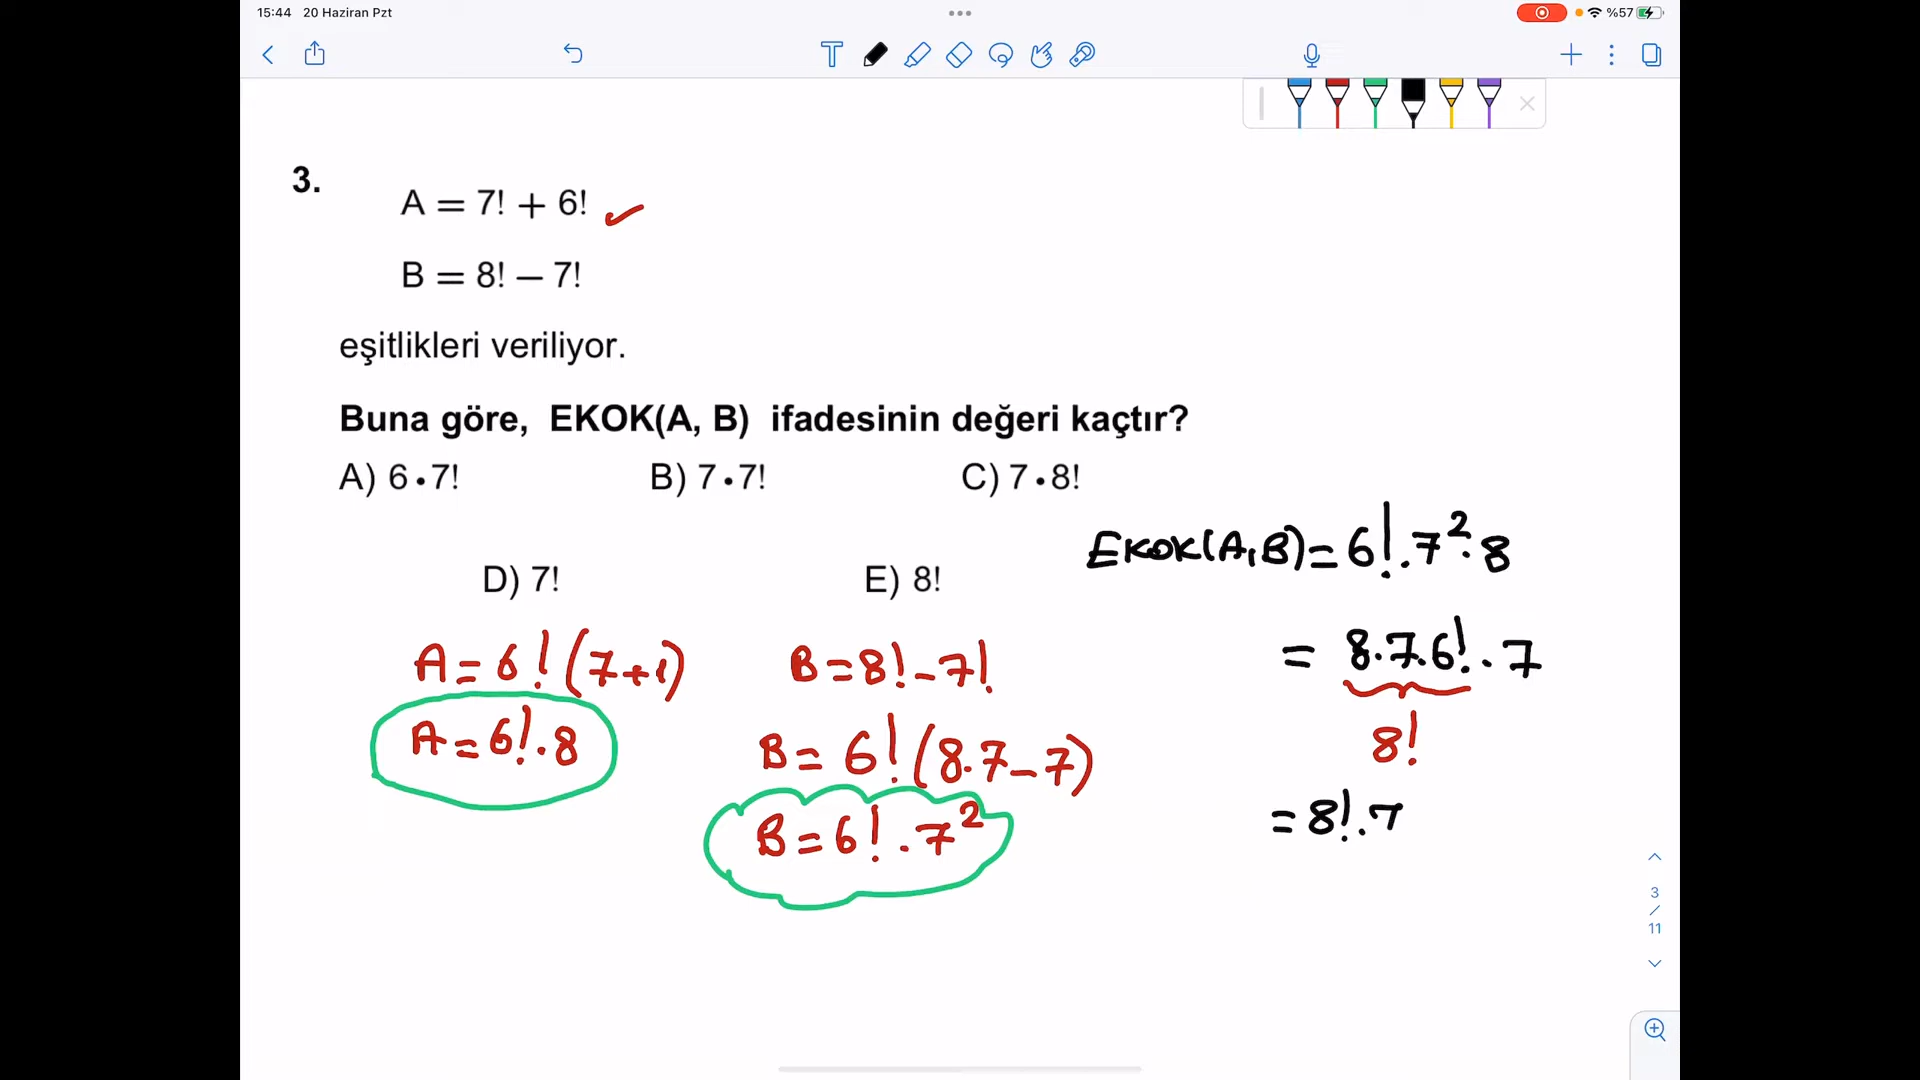 15:44 20 Haziran Pzt
%57
3.
A = 7! + 6!
B = 8! – 7!
eşitlikleri veriliyor.
Buna göre, EKOK(A, B) ifadesinin değeri kaçtır?
A) 6 • 7! B) 7 • 7! C) 7 • 8!
D) 7! E) 8!
A = 6! (7+1)
A = 6! . 8
B = 8! - 7!
B = 6! (8.7 - 7)
B = 6! . 7²
EKOK(A,B) = 6! . 7² . 8
= 8.7.6! . 7
8!
= 8! . 7
3
/
11